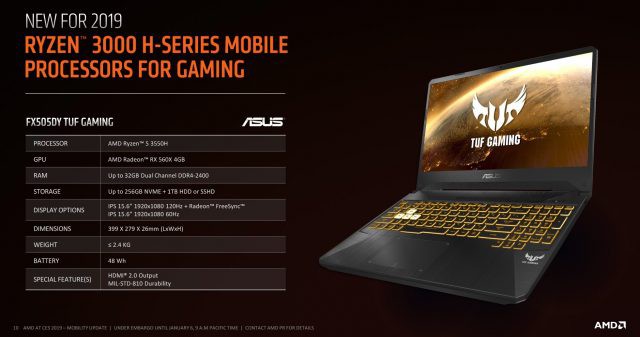 NEW FOR 2019
RYZEN™ 3000 H-SERIES MOBILE
PROCESSORS FOR GAMING
FX505DY TUF GAMING
ASUS
PROCESSOR AMD Ryzen™ 5 3550H
GPU AMD Radeon™ RX 560X 4GB
RAM Up to 32GB Dual Channel DDR4-2400
STORAGE Up to 256GB NVME + 1TB HDD or SSHD
DISPLAY OPTIONS IPS 15.6" 1920x1080 120Hz + Radeon™ FreeSync™
IPS 15.6" 1920x1080 60Hz
DIMENSIONS 399 X 279 X 26mm (LxWxH)
WEIGHT ≤ 2.4 KG
BATTERY 48 Wh
SPECIAL FEATURE(S) HDMI® 2.0 Output
MIL-STD-810 Durability
TUF GAMING
ASUS
10 AMD AT CES 2019 – MOBILITY UPDATE | UNDER EMBARGO UNTIL JANUARY 6, 9 A.M PACIFIC TIME | CONTACT AMD PR FOR DETAILS
AMD